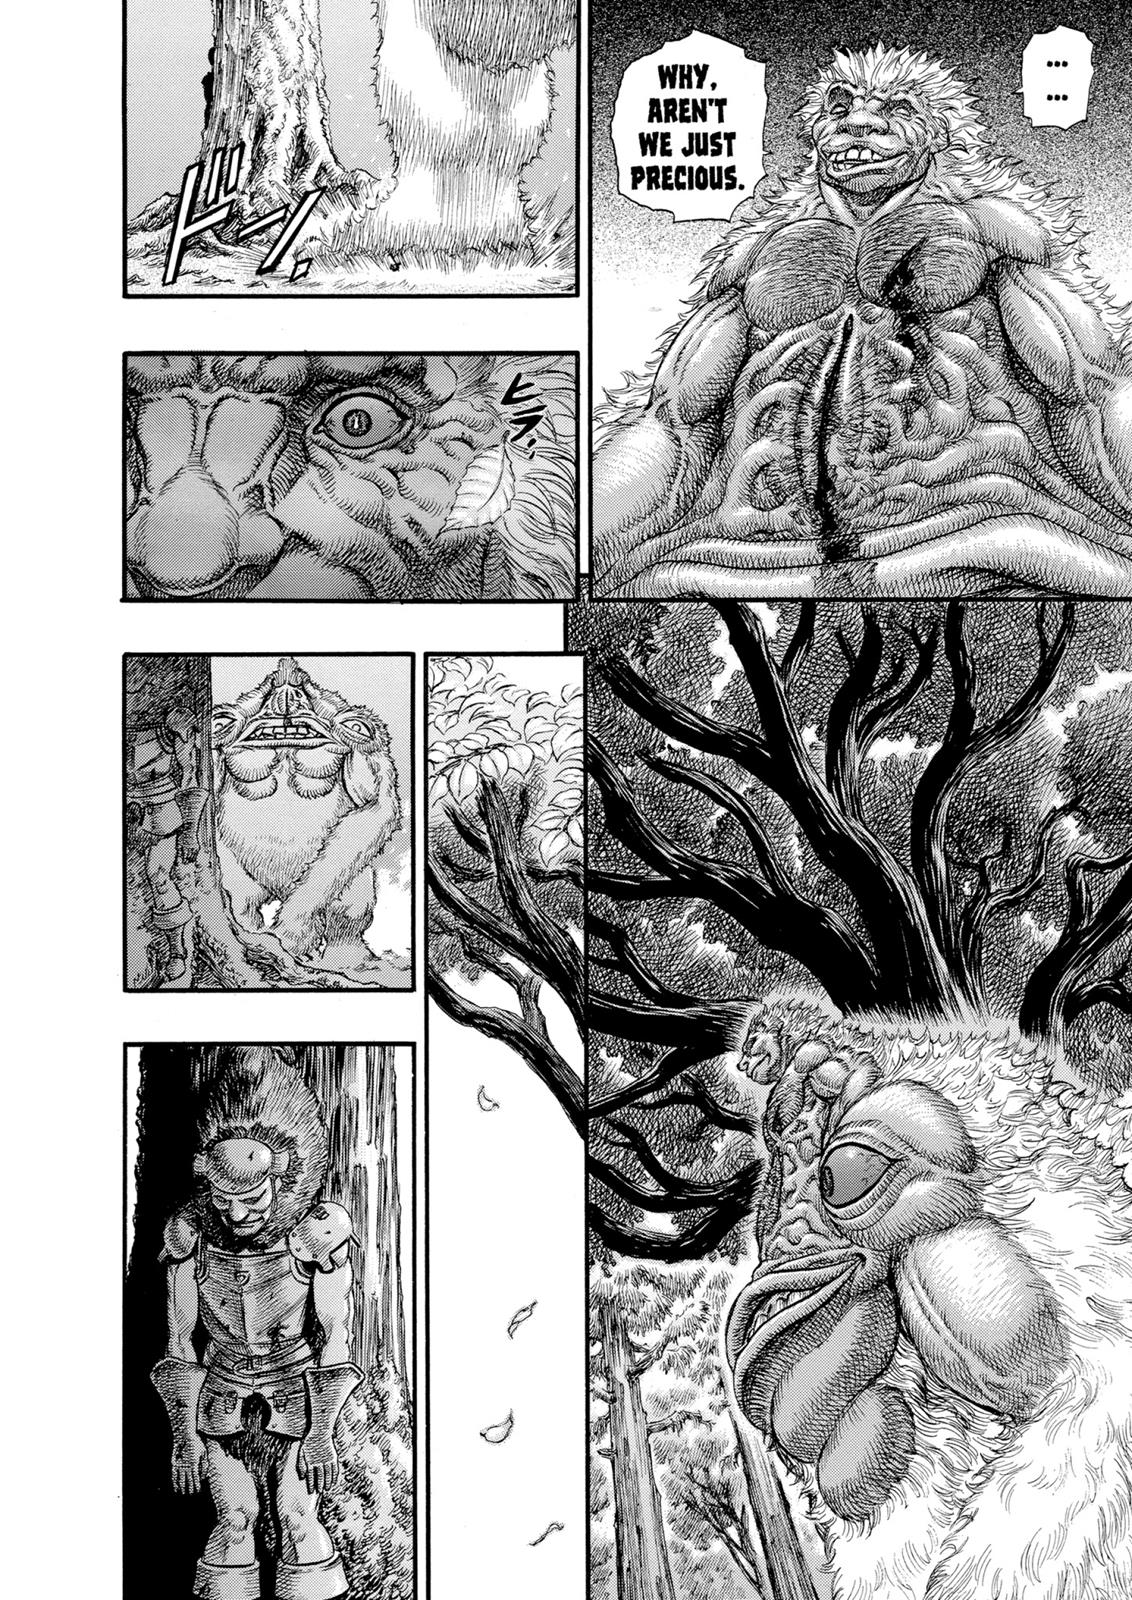 ...
...
WHY,
AREN'T
WE JUST
PRECIOUS.
ドーン.
ヒラ.